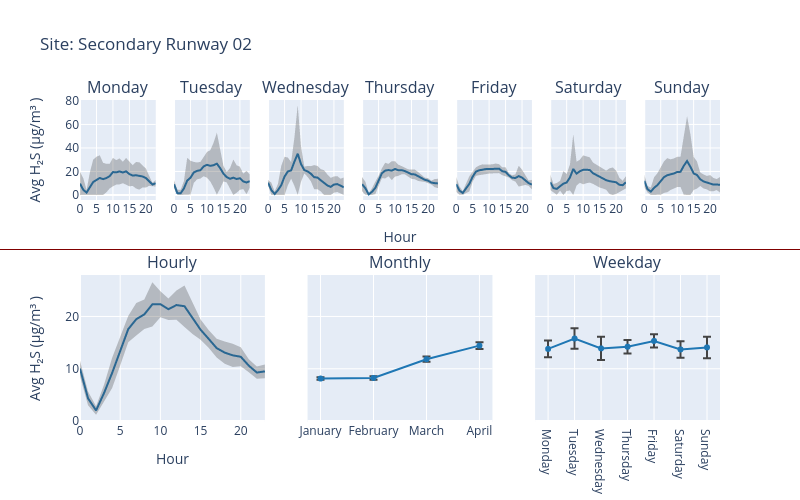 Site: Secondary Runway 02
Monday Tuesday Wednesday Thursday Friday Saturday Sunday
Avg H₂S (µg/m³ )
80
60
40
20
0
0 5 10 15 20 0 5 10 15 20 0 5 10 15 20 0 5 10 15 20 0 5 10 15 20 0 5 10 15 20 0 5 10 15 20
Hour
Hourly Monthly Weekday
Avg H₂S (µg/m³ )
20
10
0
0 5 10 15 20
Hour
January February March April
Monday Tuesday Wednesday Thursday Friday Saturday Sunday